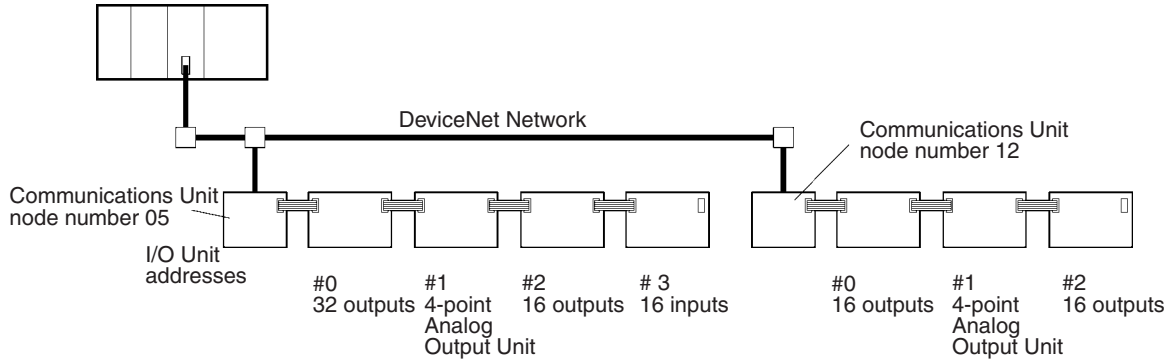 DeviceNet Network
Communications Unit
node number 12
Communications Unit
node number 05
I/O Unit
addresses
#0
32 outputs
#1
4-point
Analog
Output Unit
#2
16 outputs
# 3
16 inputs
#0
16 outputs
#1
4-point
Analog
Output Unit
#2
16 outputs